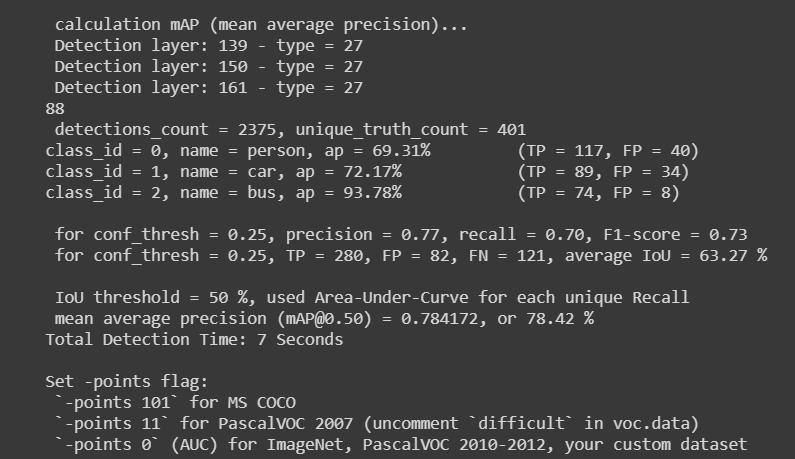 calculation mAP (mean average precision)...
Detection layer: 139 - type = 27
Detection layer: 150 - type = 27
Detection layer: 161 - type = 27
88
detections_count = 2375, unique_truth_count = 401
class_id = 0, name = person, ap = 69.31% (TP = 117, FP = 40)
class_id = 1, name = car, ap = 72.17% (TP = 89, FP = 34)
class_id = 2, name = bus, ap = 93.78% (TP = 74, FP = 8)
for conf_thresh = 0.25, precision = 0.77, recall = 0.70, F1-score = 0.73
for conf_thresh = 0.25, TP = 280, FP = 82, FN = 121, average IoU = 63.27 %
IoU threshold = 50 %, used Area-Under-Curve for each unique Recall
mean average precision (mAP@0.50) = 0.784172, or 78.42 %
Total Detection Time: 7 Seconds
Set -points flag:
`-points 101` for MS COCO
`-points 11` for PascalVOC 2007 (uncomment `difficult` in voc.data)
`-points 0` (AUC) for ImageNet, PascalVOC 2010-2012, your custom dataset